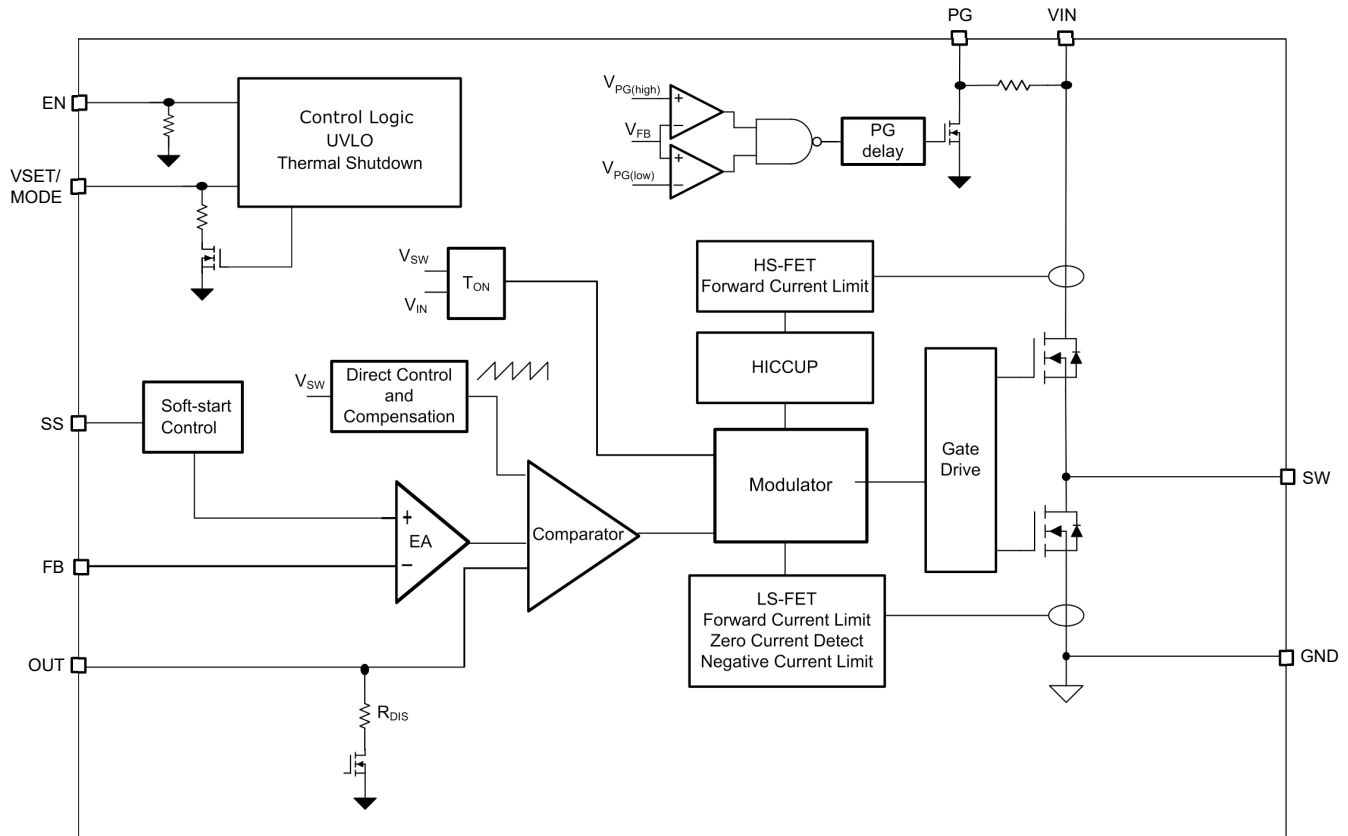 PG
VIN
EN
VSET/
MODE
Control Logic
UVLO
Thermal Shutdown
VPG(high)
+
−
VFB
+
−
VPG(low)
PG
delay
VSW
VIN
TON
HS-FET
Forward Current Limit
HICCUP
VSW
Direct Control
and
Compensation
SS
Soft-start
Control
Modulator
Gate
Drive
SW
+
EA
−
Comparator
FB
LS-FET
Forward Current Limit
Zero Current Detect
Negative Current Limit
OUT
GND
RDIS